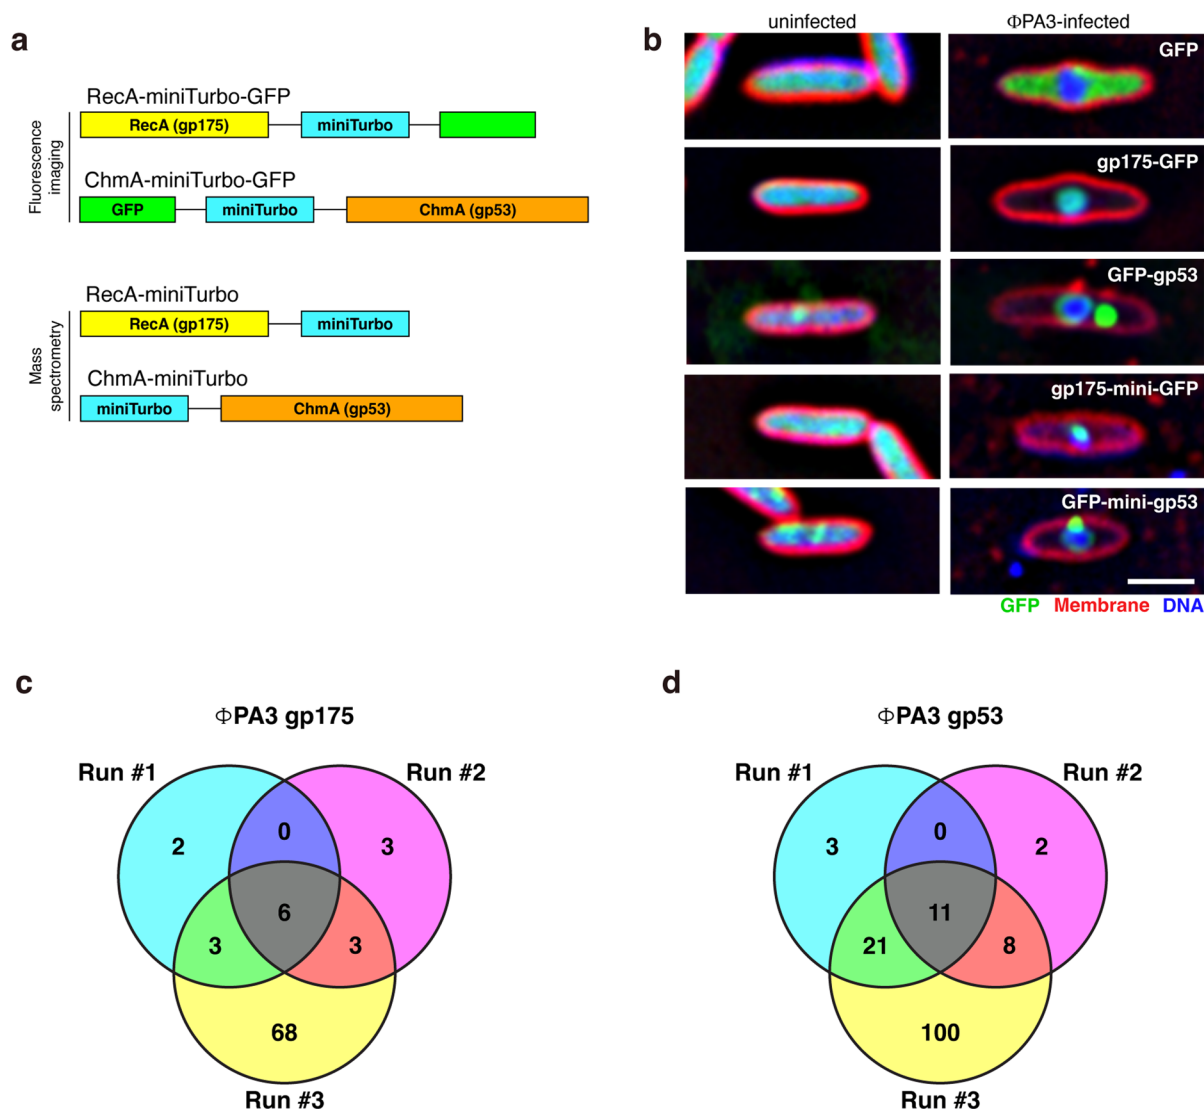 a
RecA-miniTurbo-GFP
RecA (gp175)
miniTurbo
Fluorescence
imaging
ChmA-miniTurbo-GFP
GFP
miniTurbo
ChmA (gp53)
RecA-miniTurbo
RecA (gp175)
miniTurbo
Mass
spectrometry
ChmA-miniTurbo
miniTurbo
ChmA (gp53)
b
uninfected
ΦPA3-infected
GFP
gp175-GFP
GFP-gp53
gp175-mini-GFP
GFP-mini-gp53
GFP Membrane DNA
c
ΦPA3 gp175
Run #1
Run #2
2
0
3
6
3
3
68
Run #3
d
ΦPA3 gp53
Run #1
Run #2
3
0
2
11
21
8
100
Run #3